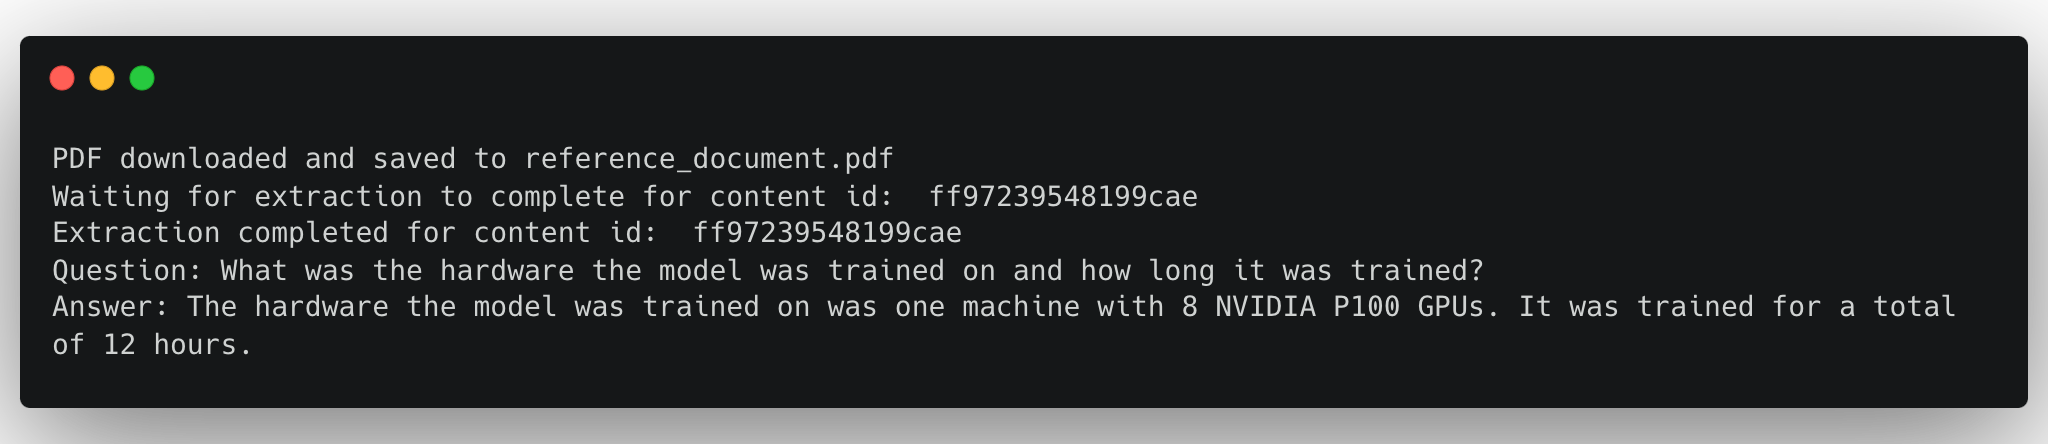 PDF downloaded and saved to reference_document.pdf
Waiting for extraction to complete for content id:  ff97239548199cae
Extraction completed for content id:  ff97239548199cae
Question: What was the hardware the model was trained on and how long it was trained?
Answer: The hardware the model was trained on was one machine with 8 NVIDIA P100 GPUs. It was trained for a total
of 12 hours.